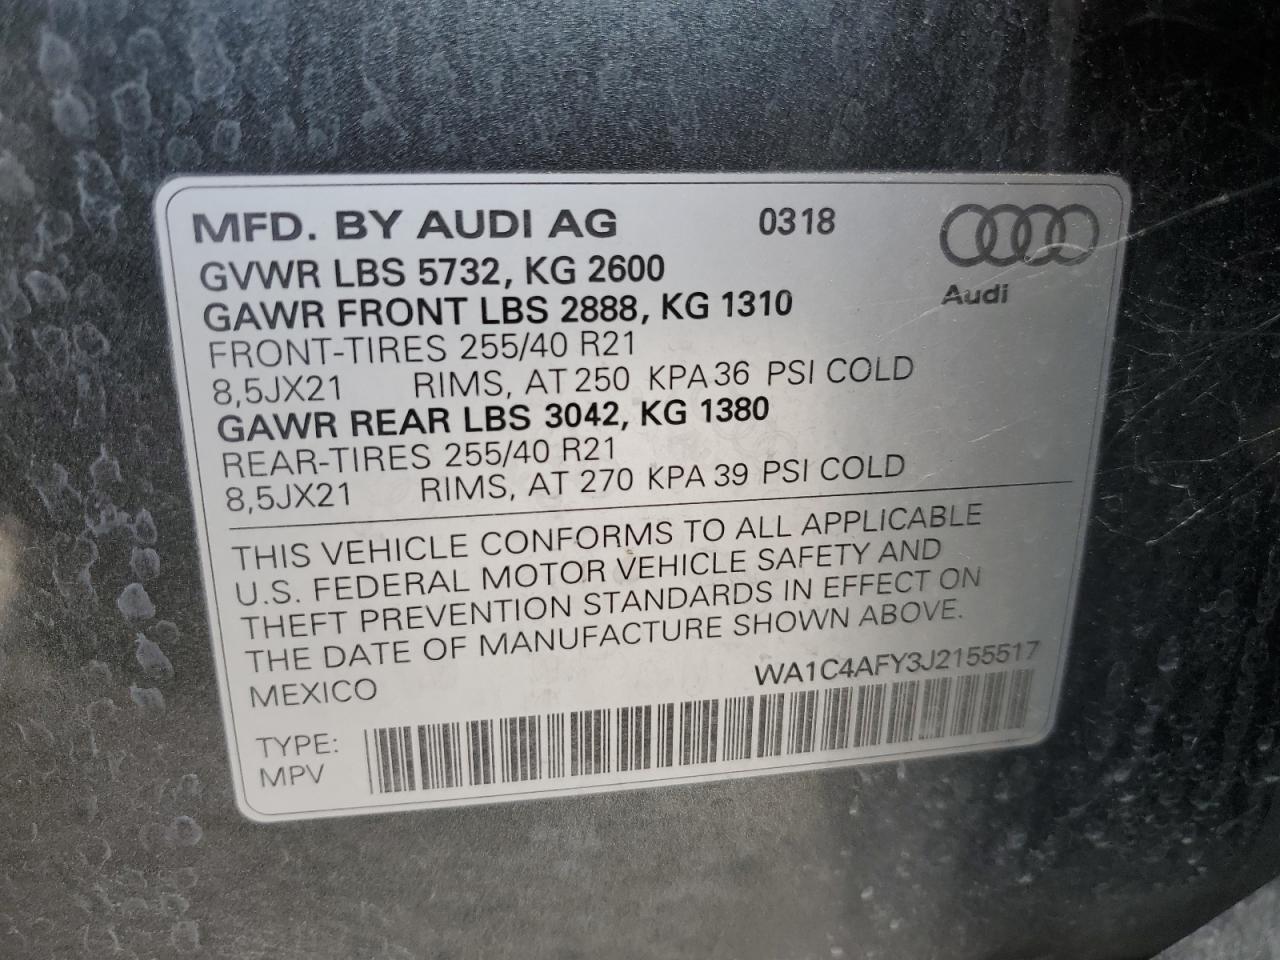 MFD. BY AUDI AG 0318
Audi
GVWR LBS 5732, KG 2600
GAWR FRONT LBS 2888, KG 1310
FRONT-TIRES 255/40 R21
8,5JX21 RIMS, AT 250 KPA 36 PSI COLD
GAWR REAR LBS 3042, KG 1380
REAR-TIRES 255/40 R21
8,5JX21 RIMS, AT 270 KPA 39 PSI COLD
THIS VEHICLE CONFORMS TO ALL APPLICABLE
U.S. FEDERAL MOTOR VEHICLE SAFETY AND
THEFT PREVENTION STANDARDS IN EFFECT ON
THE DATE OF MANUFACTURE SHOWN ABOVE.
MEXICO WA1C4AFY3J2155517
TYPE:
MPV